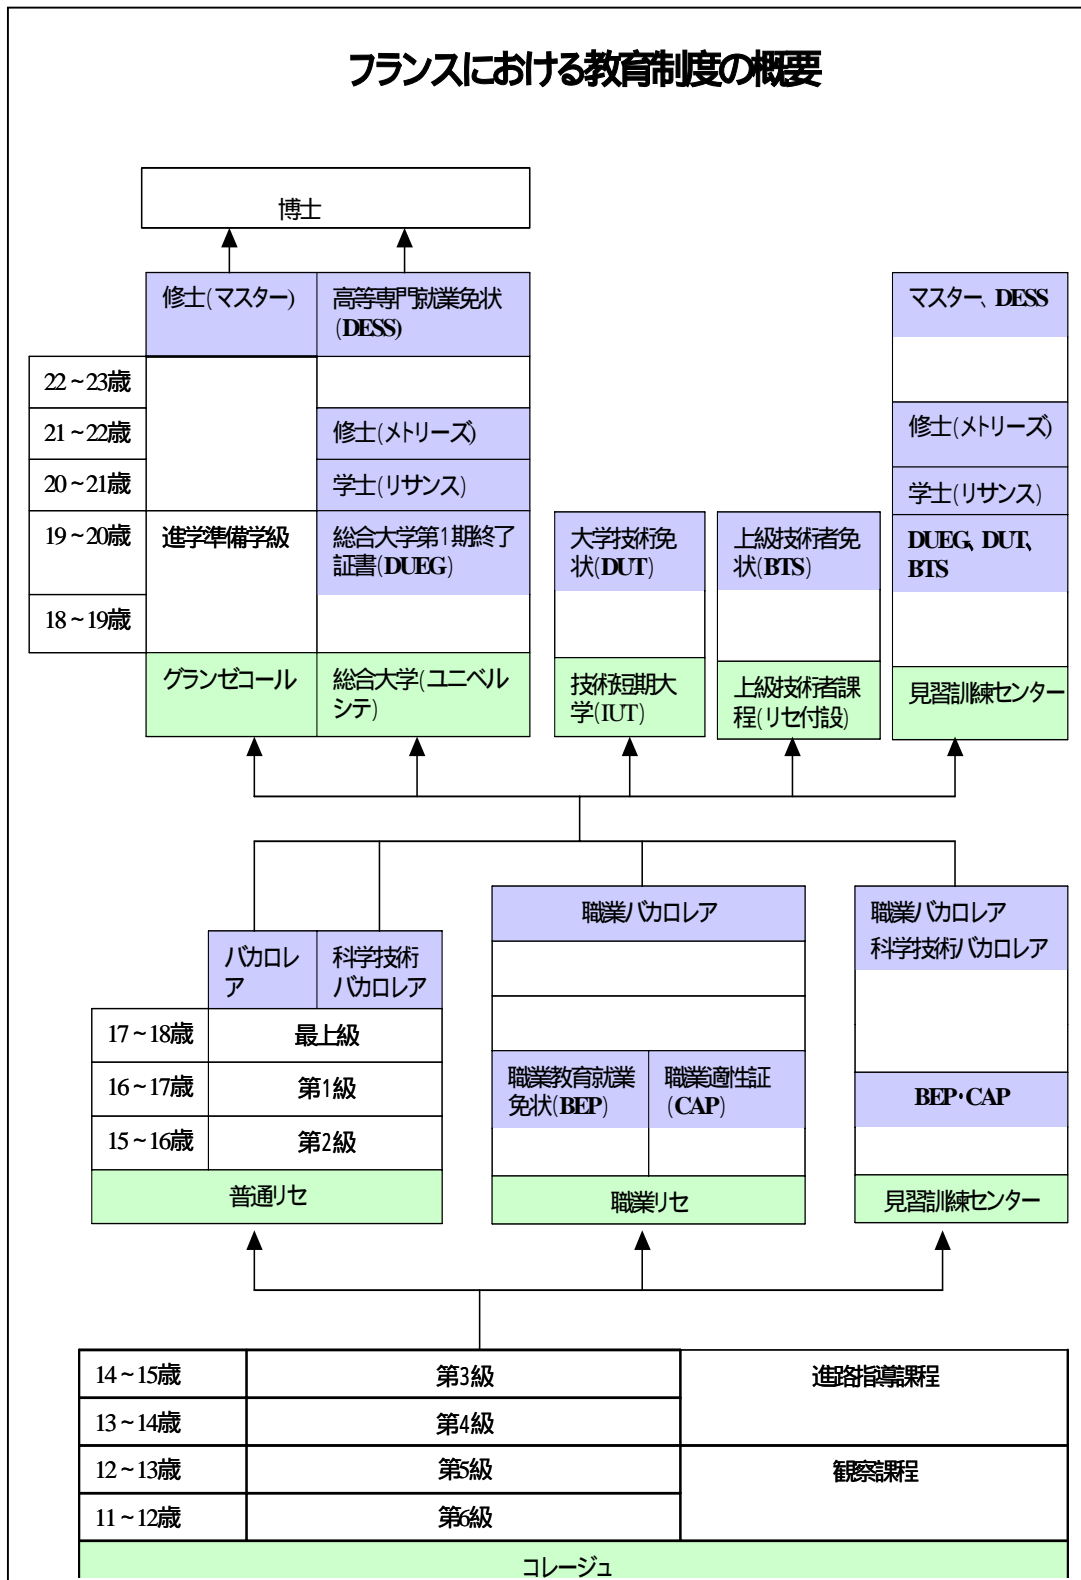 フランスにおける教育制度の概要
博士
修士(マスター)
高等専門就業免状
(DESS)
マスター、DESS
22~23歳
21~22歳
修士(メトリーズ)
修士(メトリーズ)
20~21歳
学士(リサンス)
学士(リサンス)
19~20歳
進学準備学級
総合大学第1期終了
証書(DUEG)
大学技術免
状(DUT)
上級技術者免
状(BTS)
DUEG、DUT、
BTS
18~19歳
グランゼコール
総合大学(ユニベル
シテ)
技術短期大
学(IUT)
上級技術者課
程(リセ付設)
見習訓練センター
バカロレ
ア
科学技術
バカロレア
職業バカロレア
職業バカロレア
科学技術バカロレア
17~18歳
最上級
16~17歳
第1級
職業教育就業
免状(BEP)
職業適性証
(CAP)
BEP・CAP
15~16歳
第2級
普通リセ
職業リセ
見習訓練センター
14~15歳
第3級
進路指導課程
13~14歳
第4級
12~13歳
第5級
観察課程
11~12歳
第6級
コレージュ